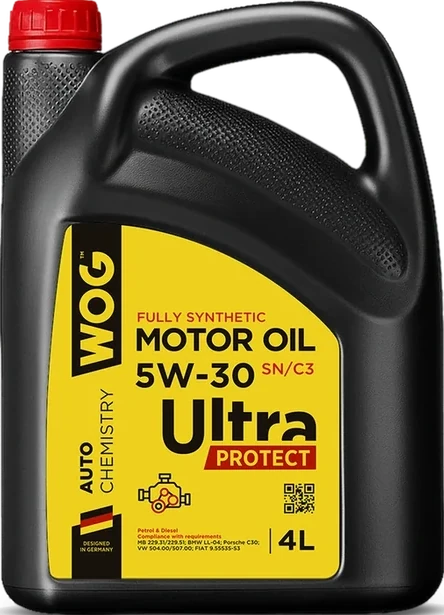 WOG™
AUTO
CHEMISTRY
DESIGNED
IN GERMANY
FULLY SYNTHETIC
MOTOR OIL
5W-30 SN/C3
Ultra
PROTECT
Petrol & Diesel
Compliance with requirements
MB 229.31/229.51; BMW LL-04; Porsche C30;
VW 504.00/507.00; FIAT 9.55535-S3
4L